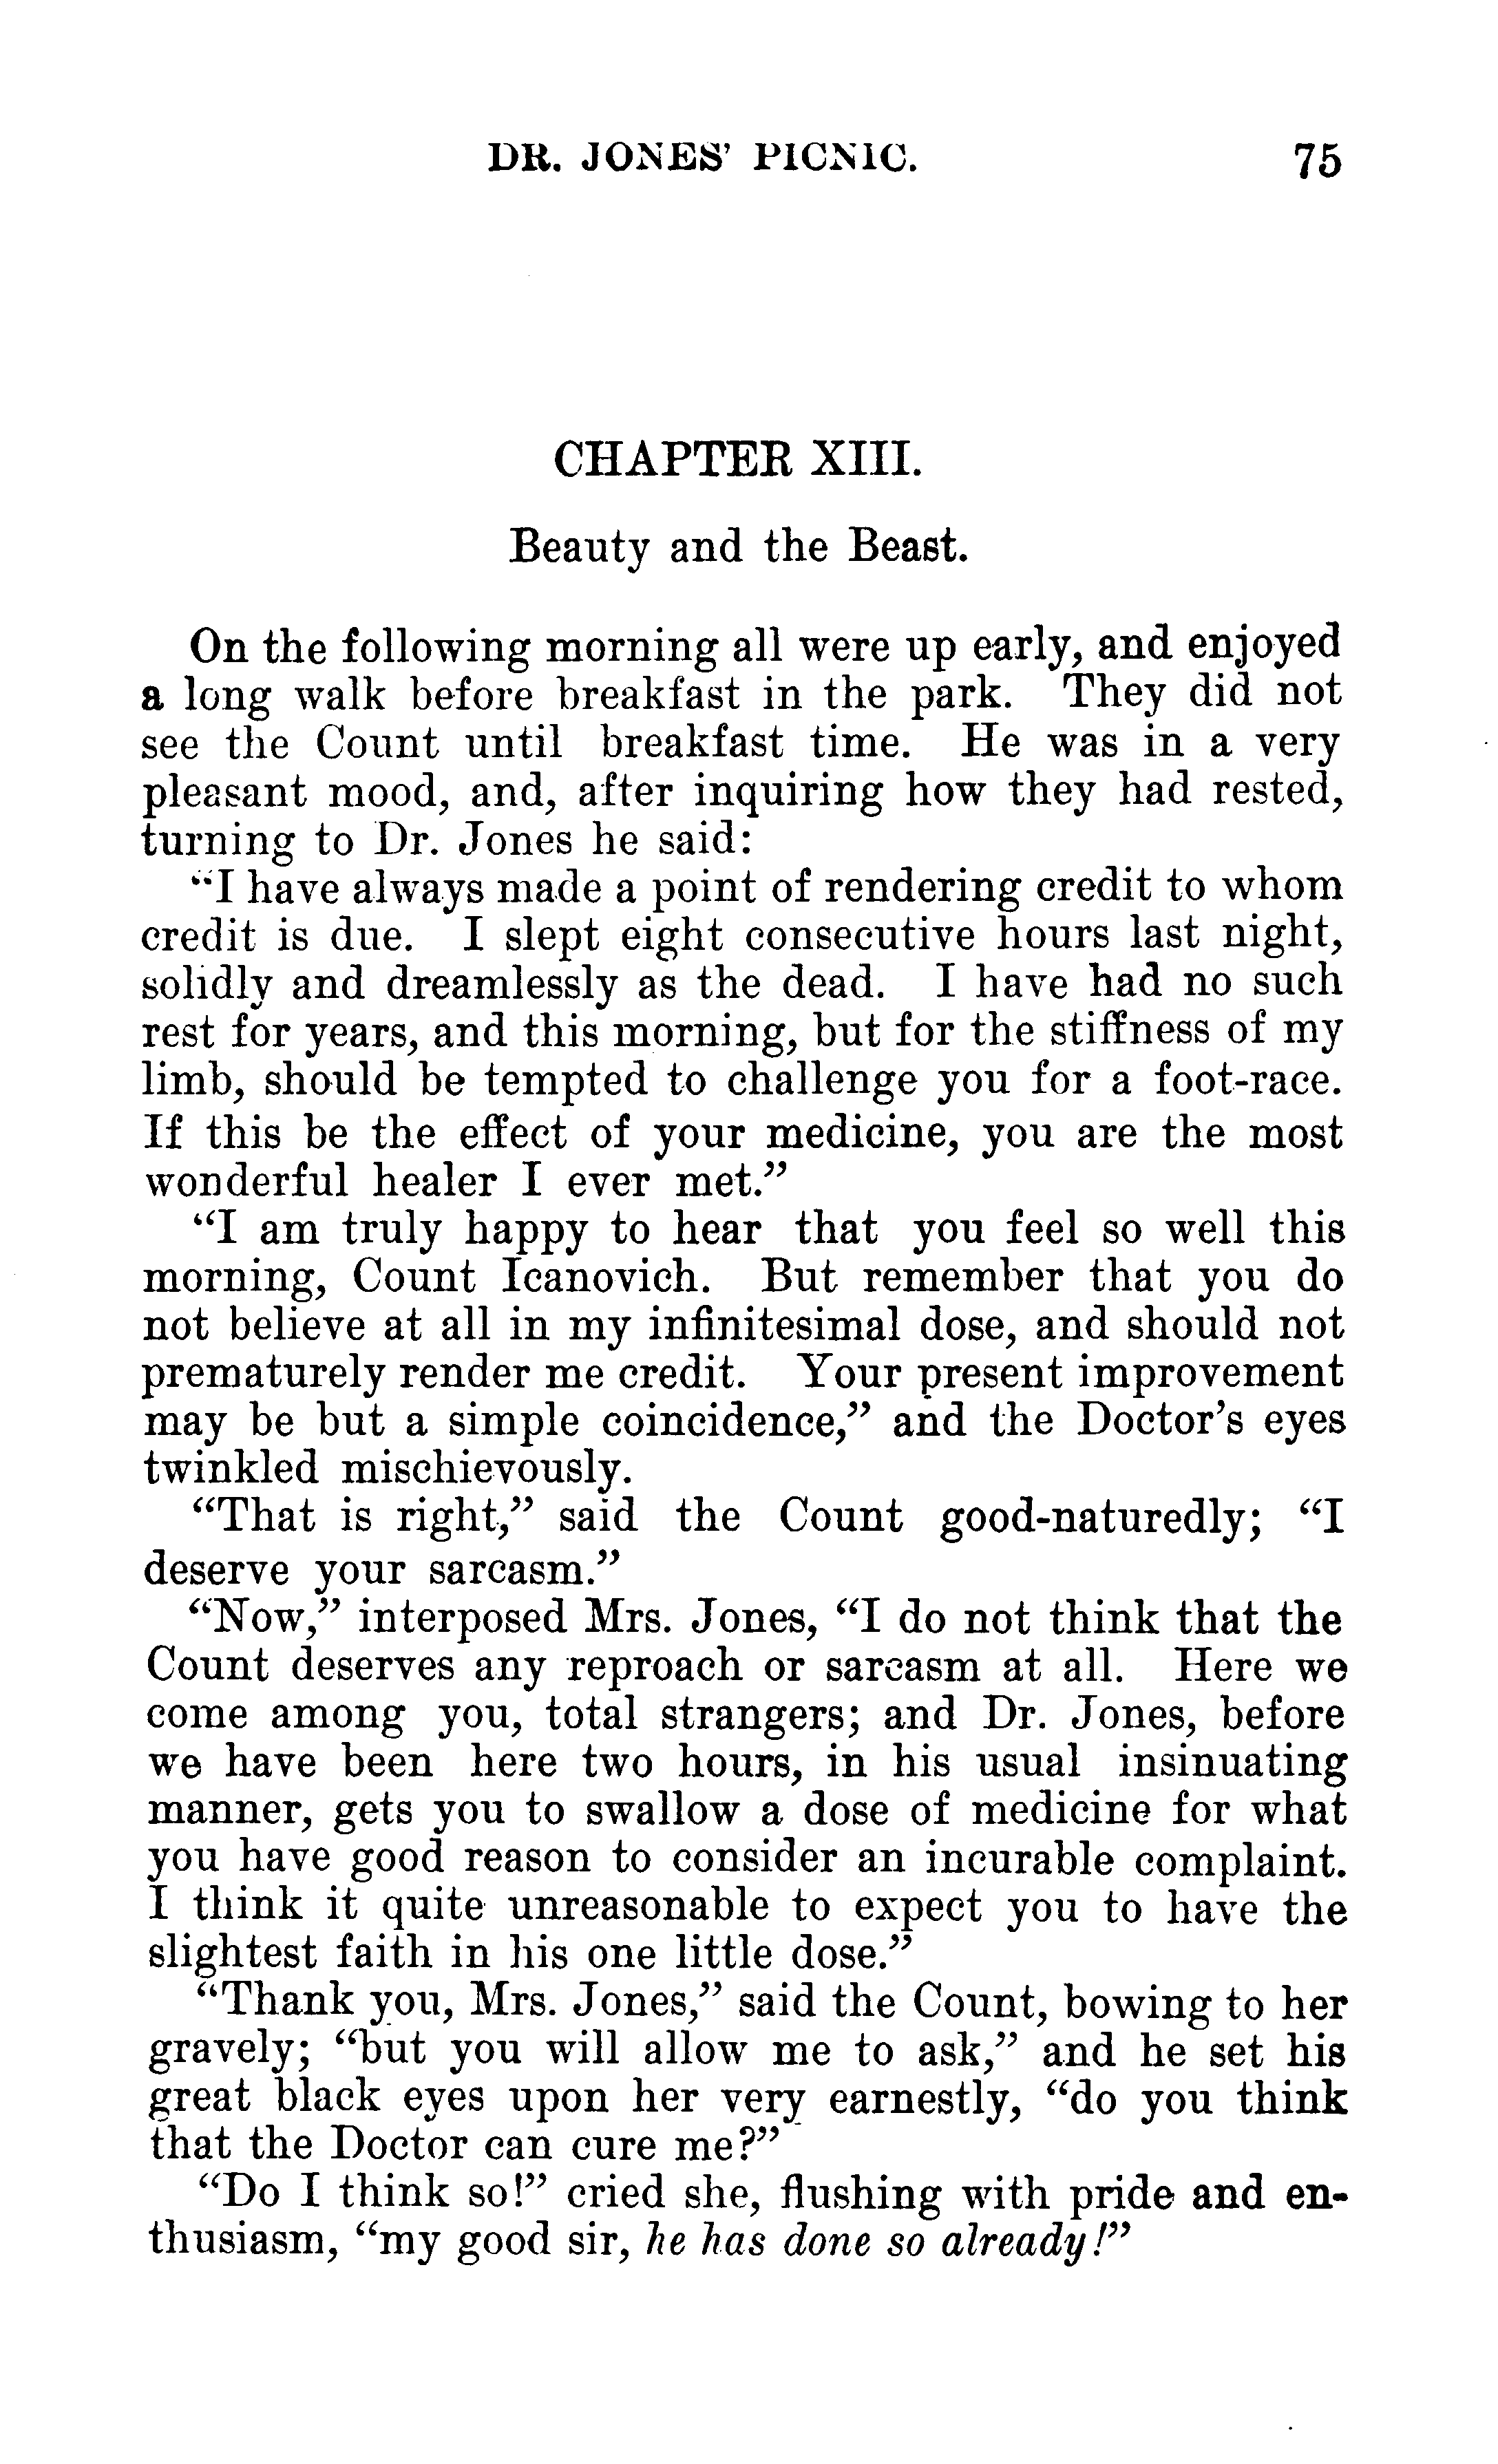 DR. JONES' PICNIC. 75
CHAPTER XIII.
Beauty and the Beast.
On the following morning all were up early, and enjoyed
a long walk before breakfast in the park. They did not
see the Count until breakfast time. He was in a very
pleasant mood, and, after inquiring how they had rested,
turning to Dr. Jones he said:
“I have always made a point of rendering credit to whom
credit is due. I slept eight consecutive hours last night,
solidly and dreamlessly as the dead. I have had no such
rest for years, and this morning, but for the stiffness of my
limb, should be tempted to challenge you for a foot-race.
If this be the effect of your medicine, you are the most
wonderful healer I ever met.”
“I am truly happy to hear that you feel so well this
morning, Count Icanovich. But remember that you do
not believe at all in my infinitesimal dose, and should not
prematurely render me credit. Your present improvement
may be but a simple coincidence,” and the Doctor’s eyes
twinkled mischievously.
“That is right,” said the Count good-naturedly; “I
deserve your sarcasm.”
“Now,” interposed Mrs. Jones, “I do not think that the
Count deserves any reproach or sarcasm at all. Here we
come among you, total strangers; and Dr. Jones, before
we have been here two hours, in his usual insinuating
manner, gets you to swallow a dose of medicine for what
you have good reason to consider an incurable complaint.
I think it quite unreasonable to expect you to have the
slightest faith in his one little dose.”
“Thank you, Mrs. Jones,” said the Count, bowing to her
gravely; “but you will allow me to ask,” and he set his
great black eyes upon her very earnestly, “do you think
that the Doctor can cure me?”
“Do I think so!” cried she, flushing with pride and en-
thusiasm, “my good sir, he has done so already!”